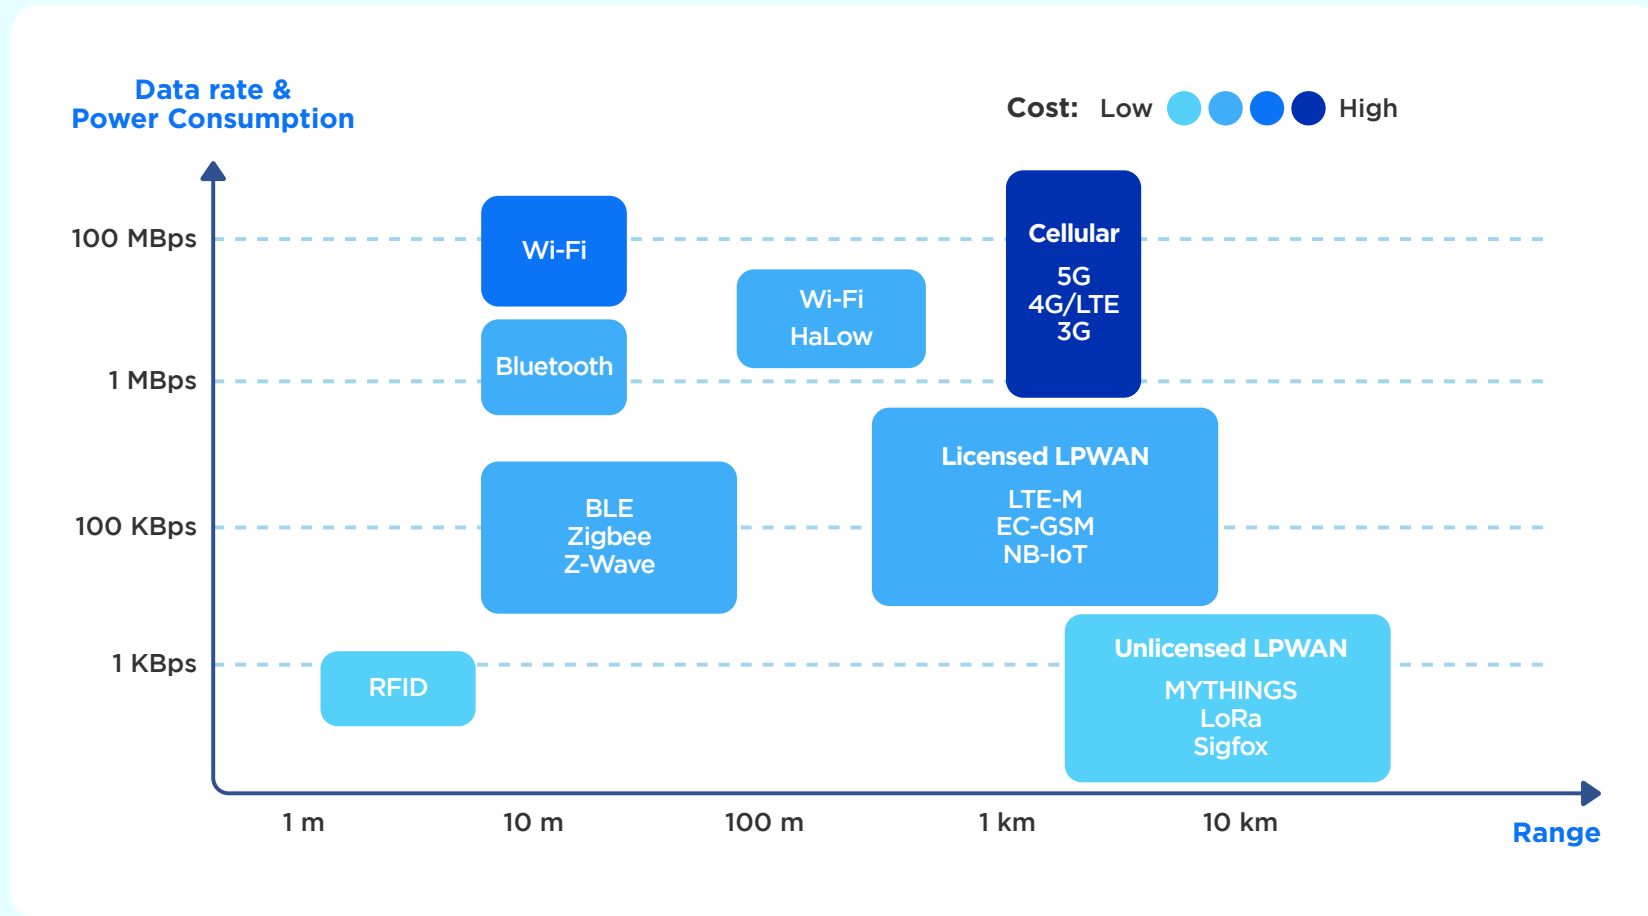 Data rate &
Power Consumption
Cost: Low High
100 MBps
Wi-Fi
Cellular
5G
4G/LTE
3G
Wi-Fi
HaLow
Bluetooth
1 MBps
Licensed LPWAN
LTE-M
EC-GSM
NB-IoT
BLE
Zigbee
Z-Wave
100 KBps
Unlicensed LPWAN
MYTHINGS
LoRa
Sigfox
1 KBps
RFID
1 m
10 m
100 m
1 km
10 km
Range